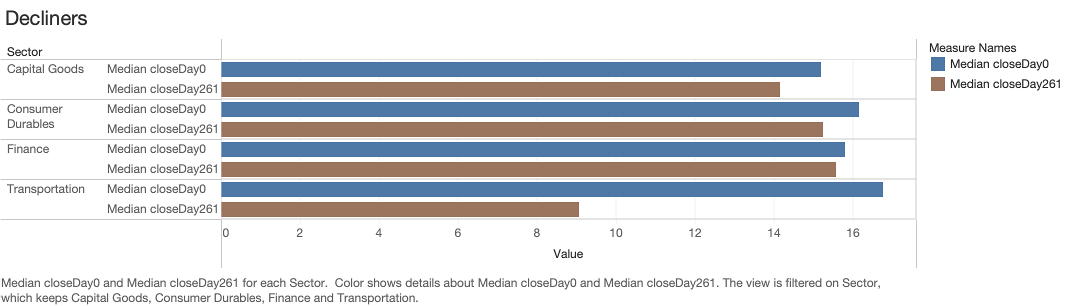 Decliners
Sector
Measure Names
Median closeDay0
Median closeDay261
Capital Goods Median closeDay0
Median closeDay261
Consumer Durables Median closeDay0
Median closeDay261
Finance Median closeDay0
Median closeDay261
Transportation Median closeDay0
Median closeDay261
0 2 4 6 8 10 12 14 16
Value
Median closeDay0 and Median closeDay261 for each Sector.  Color shows details about Median closeDay0 and Median closeDay261. The view is filtered on Sector,
which keeps Capital Goods, Consumer Durables, Finance and Transportation.